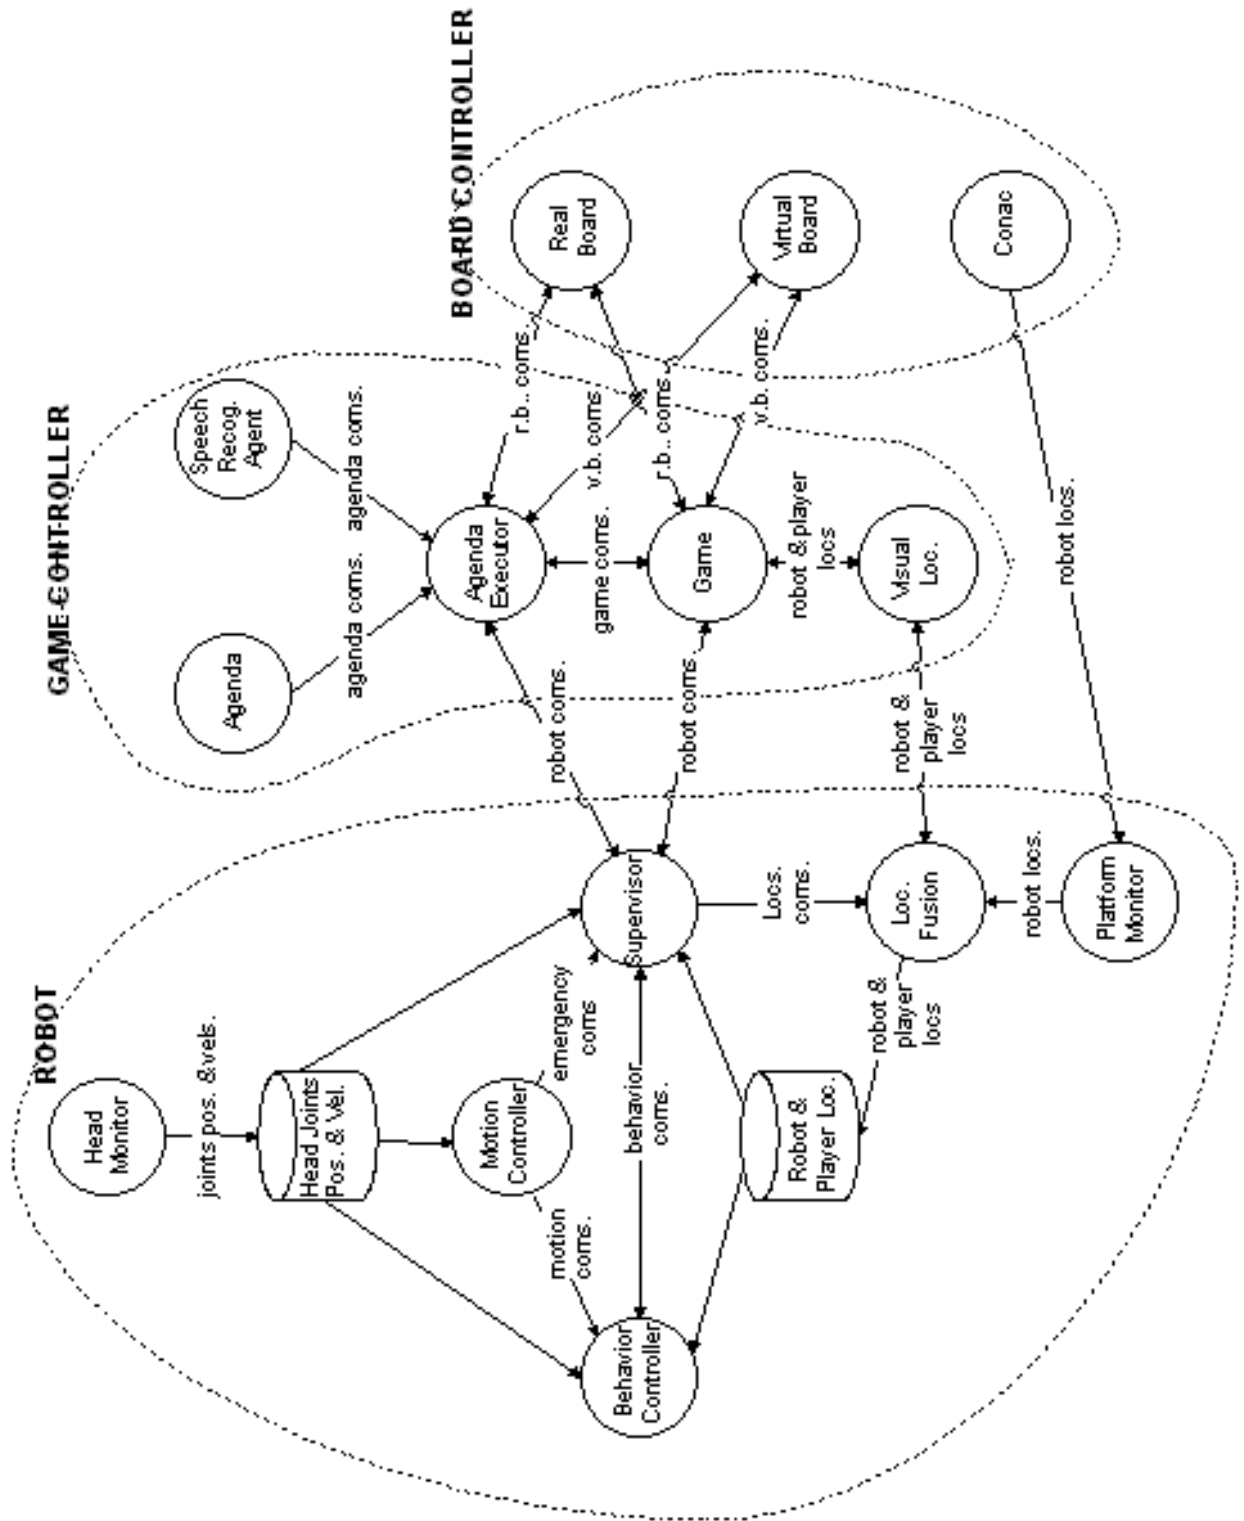 ROBOT
GAME CONTROLLER
BOARD CONTROLLER
Head
Monitor
joints pos. & vels.
Head Joints
Pos. & Vel.
Motion
Controller
motion
coms.
emergency
coms
Behavior
Controller
behavior
coms.
Supervisor
Robot &
Player Loc.
robot &
player
locs
Locs.
coms.
Loc.
Fusion
robot locs.
Platform
Monitor
Agenda
Speech
Recog.
Agent
agenda coms.
agenda coms.
Agenda
Executor
robot coms.
game coms.
robot coms.
Game
robot & player
locs
Visual
Loc.
robot &
player
locs
r.b.. coms.
v.b. coms
r.b.. coms.
v.b. coms.
Real
Board
Virtual
Board
Conac
robot locs.